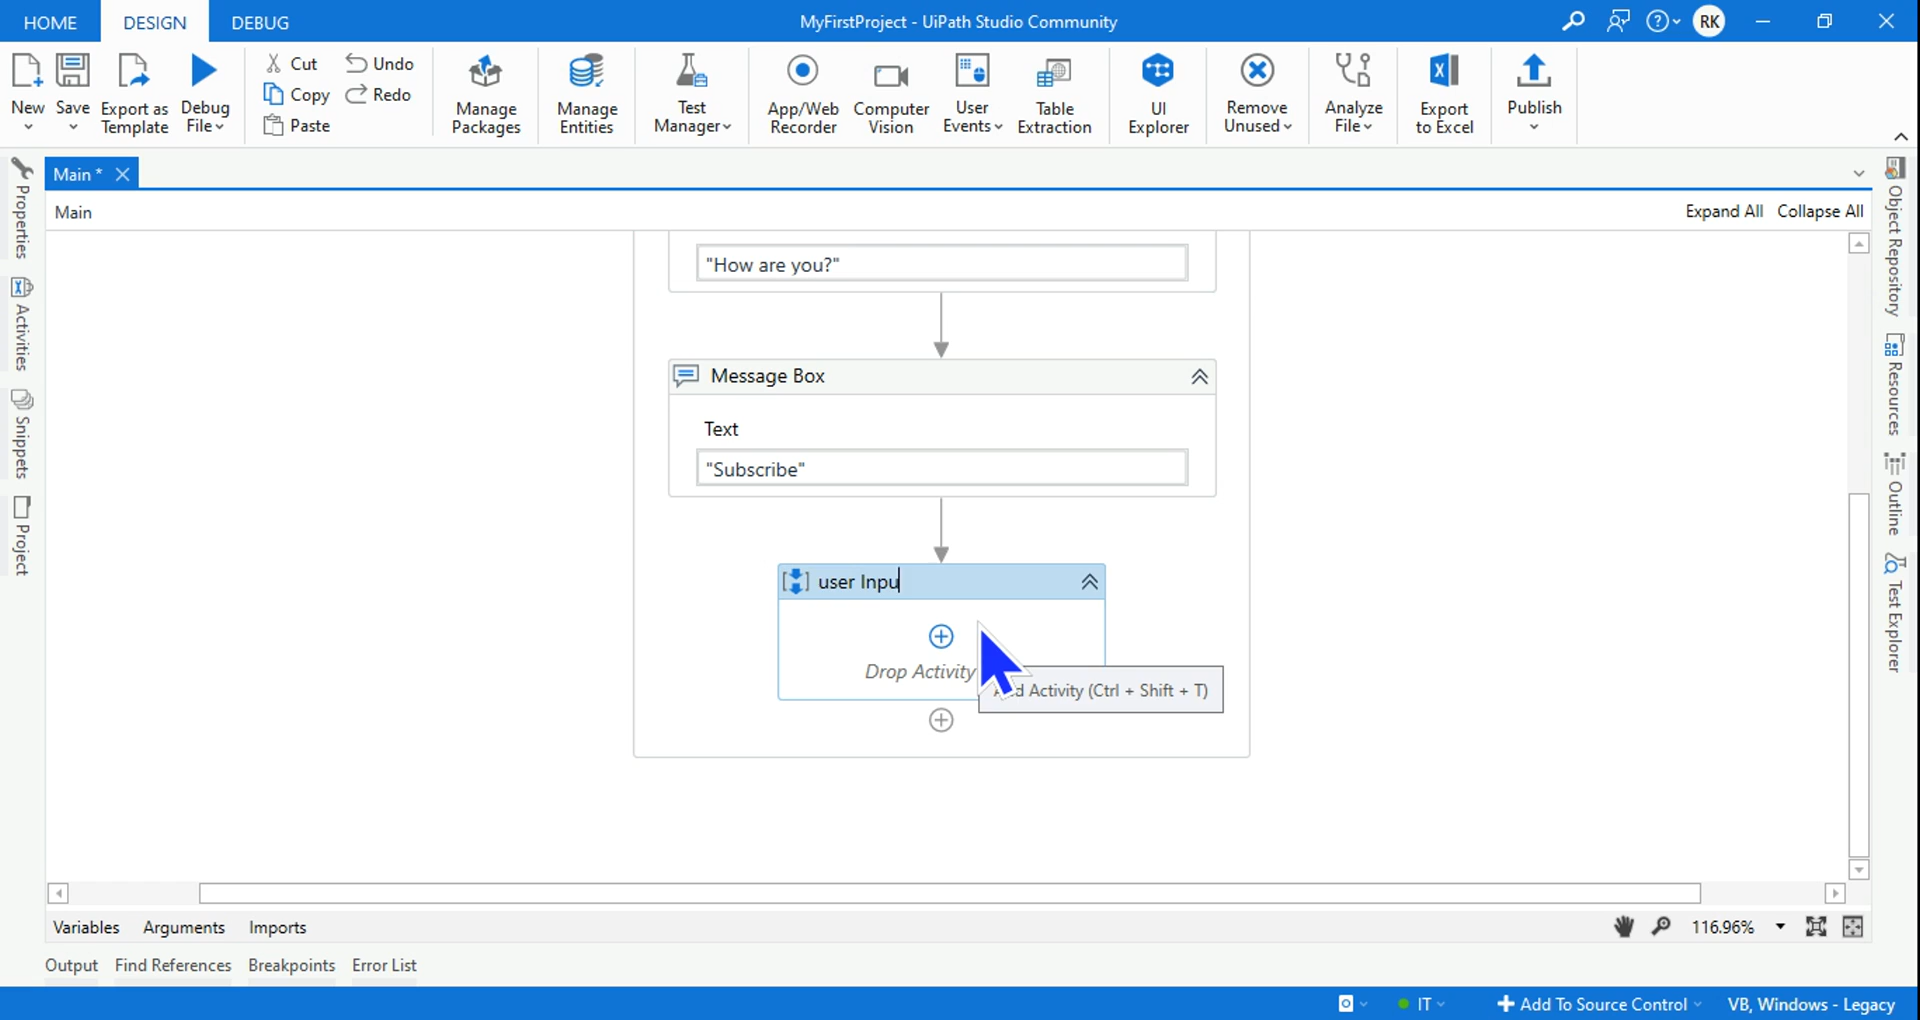 HOME DESIGN DEBUG MyFirstProject - UiPath Studio Community RK
New Save Export as Template Debug File Cut Copy Paste Undo Redo Manage Packages Manage Entities Test Manager App/Web Recorder Computer Vision User Events Table Extraction UI Explorer Remove Unused Analyze File Export to Excel Publish
Main *
Main Expand All Collapse All
Properties
Activities
Snippets
Project
"How are you?"
Message Box
Text
"Subscribe"
user Inpu
Drop Activity
Activity (Ctrl + Shift + T)
Object Repository
Resources
Outline
Test Explorer
Variables Arguments Imports 116.96%
Output Find References Breakpoints Error List
IT Add To Source Control VB, Windows - Legacy